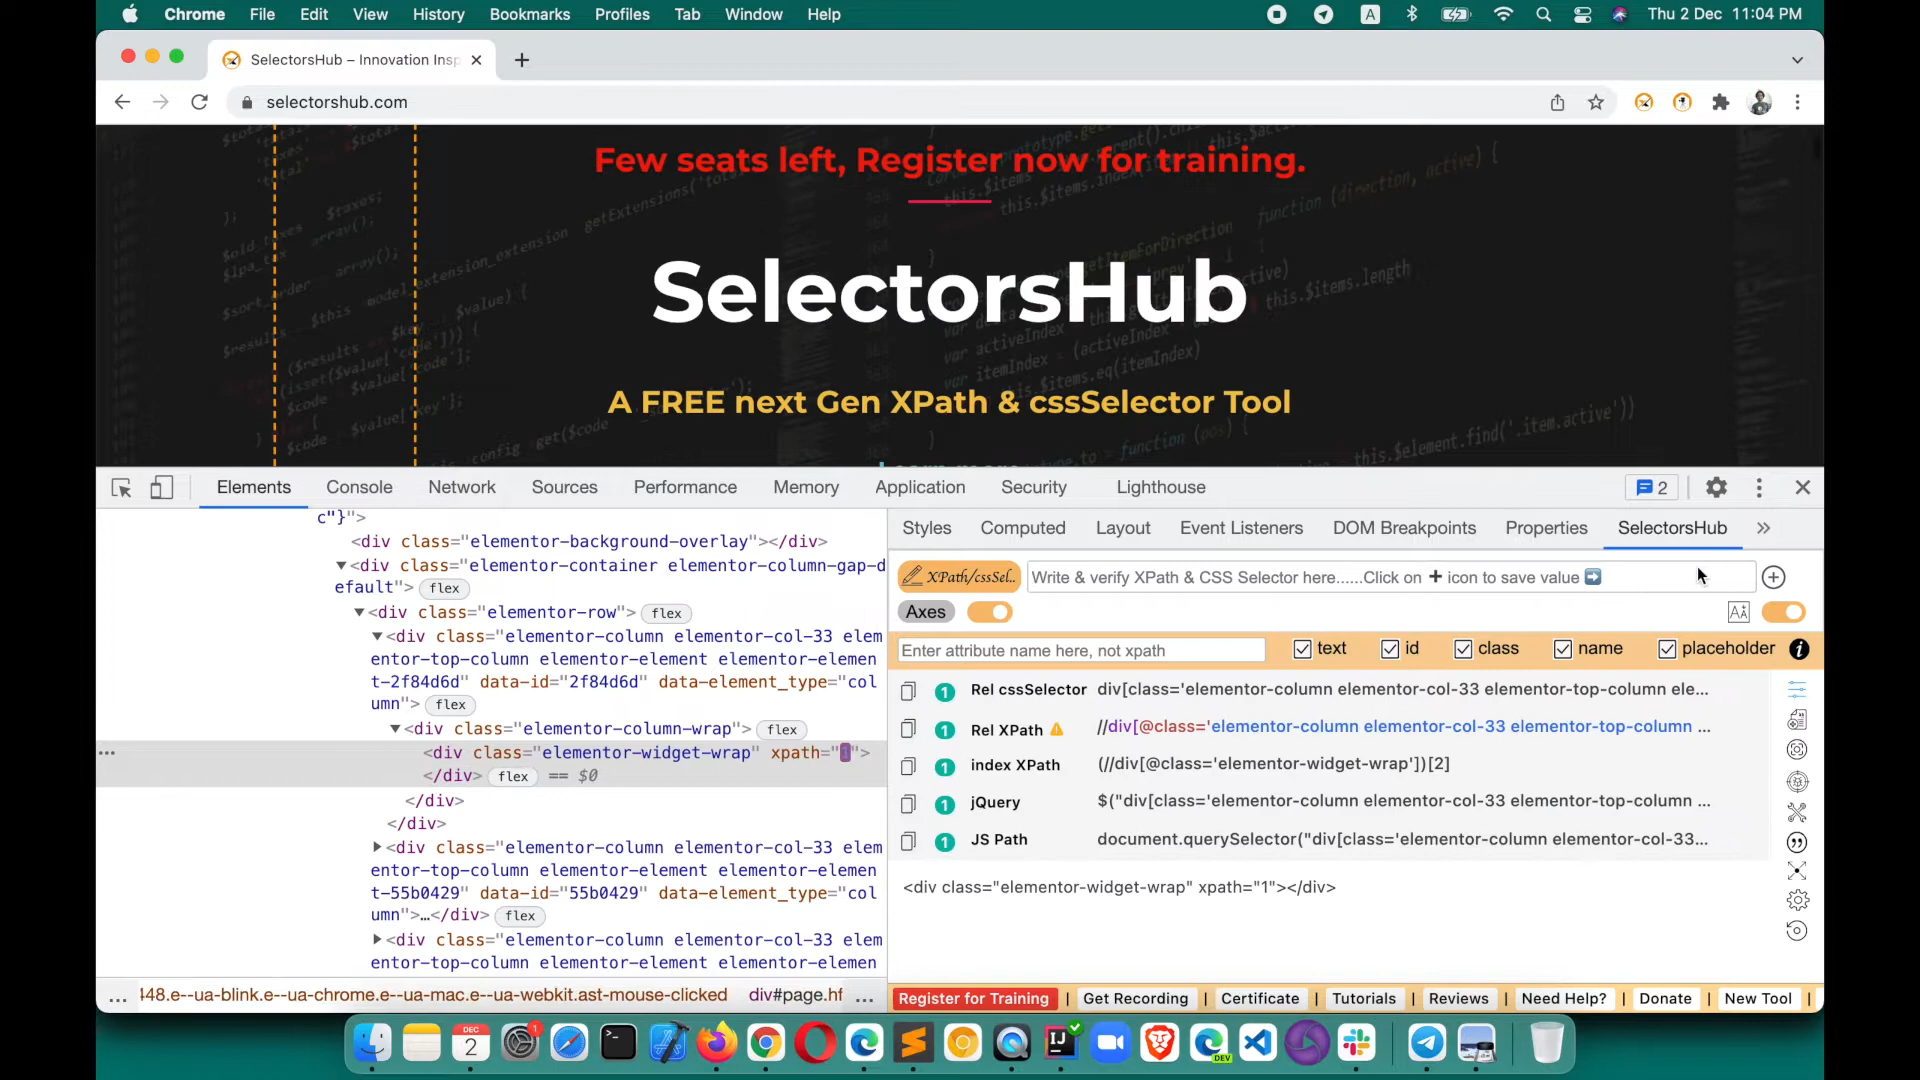 Chrome File Edit View History Bookmarks Profiles Tab Window Help A Thu 2 Dec 11:04 PM
SelectorsHub – Innovation Insp
selectorshub.com
Few seats left, Register now for training.
SelectorsHub
A FREE next Gen XPath & cssSelector Tool
Elements Console Network Sources Performance Memory Application Security Lighthouse 2
Styles Computed Layout Event Listeners DOM Breakpoints Properties SelectorsHub »
c"}">
<div class="elementor-background-overlay"></div>
▼<div class="elementor-container elementor-column-gap-d
efault"> flex
▼<div class="elementor-row"> flex
▼<div class="elementor-column elementor-col-33 elem
entor-top-column elementor-element elementor-elemen
t-2f84d6d" data-id="2f84d6d" data-element_type="col
umn"> flex
▼<div class="elementor-column-wrap"> flex
… <div class="elementor-widget-wrap" xpath="1">
</div> flex == $0
</div>
</div>
▶<div class="elementor-column elementor-col-33 elem
entor-top-column elementor-element elementor-elemen
t-55b0429" data-id="55b0429" data-element_type="col
umn">…</div> flex
▶<div class="elementor-column elementor-col-33 elem
entor-top-column elementor-element elementor-elemen
... 448.e--ua-blink.e--ua-chrome.e--ua-mac.e--ua-webkit.ast-mouse-clicked div#page.hf ...
XPath/cssSel.. Write & verify XPath & CSS Selector here......Click on + icon to save value
Axes
Enter attribute name here, not xpath text id class name placeholder i
1 Rel cssSelector div[class='elementor-column elementor-col-33 elementor-top-column ele...
1 Rel XPath //div[@class='elementor-column elementor-col-33 elementor-top-column ...
1 index XPath (//div[@class='elementor-widget-wrap'])[2]
1 jQuery $("div[class='elementor-column elementor-col-33 elementor-top-column ...
1 JS Path document.querySelector("div[class='elementor-column elementor-col-33...
<div class="elementor-widget-wrap" xpath="1"></div>
Register for Training | Get Recording | Certificate | Tutorials | Reviews | Need Help? | Donate | New Tool |
DEC
2
1
IJ
DEV